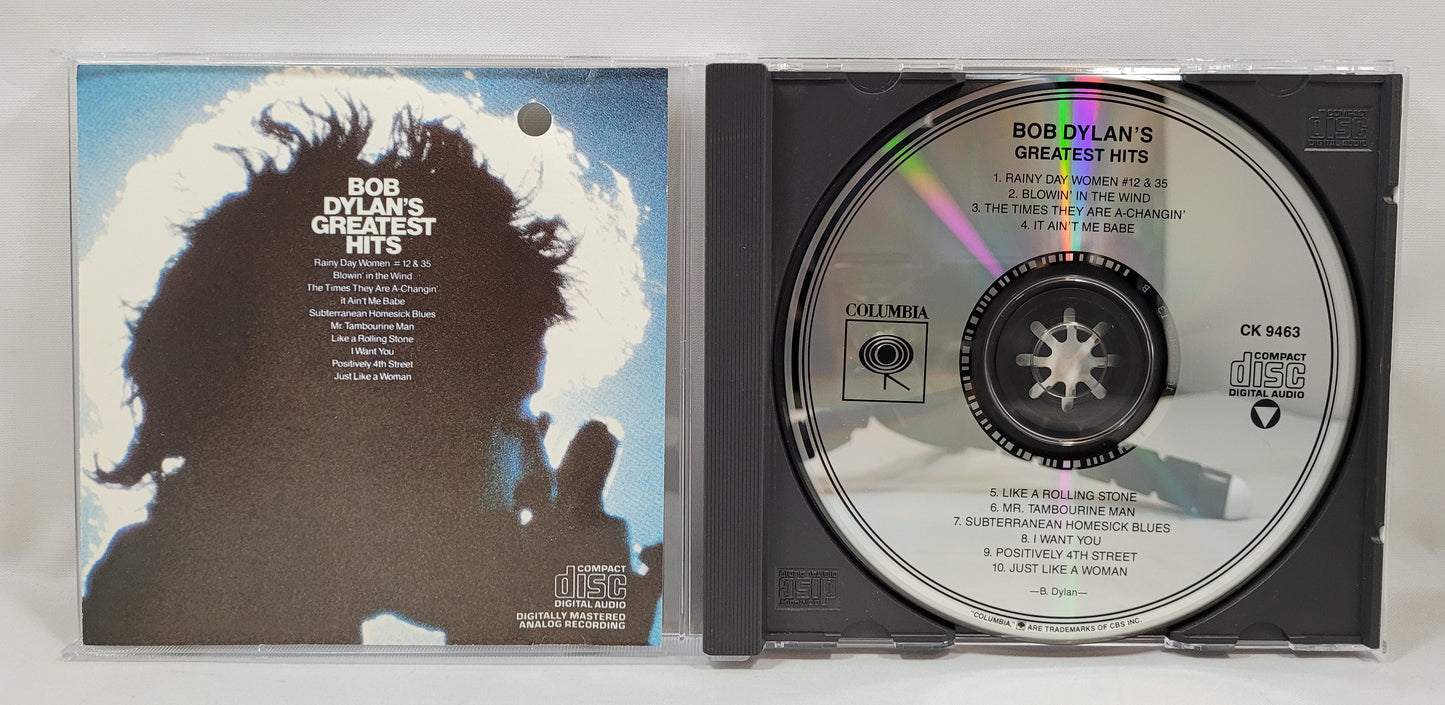 BOB
DYLAN'S
GREATEST
HITS
Rainy Day Women #12 & 35
Blowin' in the Wind
The Times They Are A-Changin'
it Ain't Me Babe
Subterranean Homesick Blues
Mr. Tambourine Man
Like a Rolling Stone
I Want You
Positively 4th Street
Just Like a Woman
COMPACT
disc
DIGITAL AUDIO
DIGITALLY MASTERED
ANALOG RECORDING
BOB DYLAN'S
GREATEST HITS
1. RAINY DAY WOMEN #12 & 35
2. BLOWIN' IN THE WIND
3. THE TIMES THEY ARE A-CHANGIN'
4. IT AIN'T ME BABE
COLUMBIA
CK 9463
COMPACT
disc
DIGITAL AUDIO
5. LIKE A ROLLING STONE
6. MR. TAMBOURINE MAN
7. SUBTERRANEAN HOMESICK BLUES
8. I WANT YOU
9. POSITIVELY 4TH STREET
10. JUST LIKE A WOMAN
—B. Dylan—
"COLUMBIA," ARE TRADEMARKS OF CBS INC.
COMPACT
disc
DIGITAL AUDIO